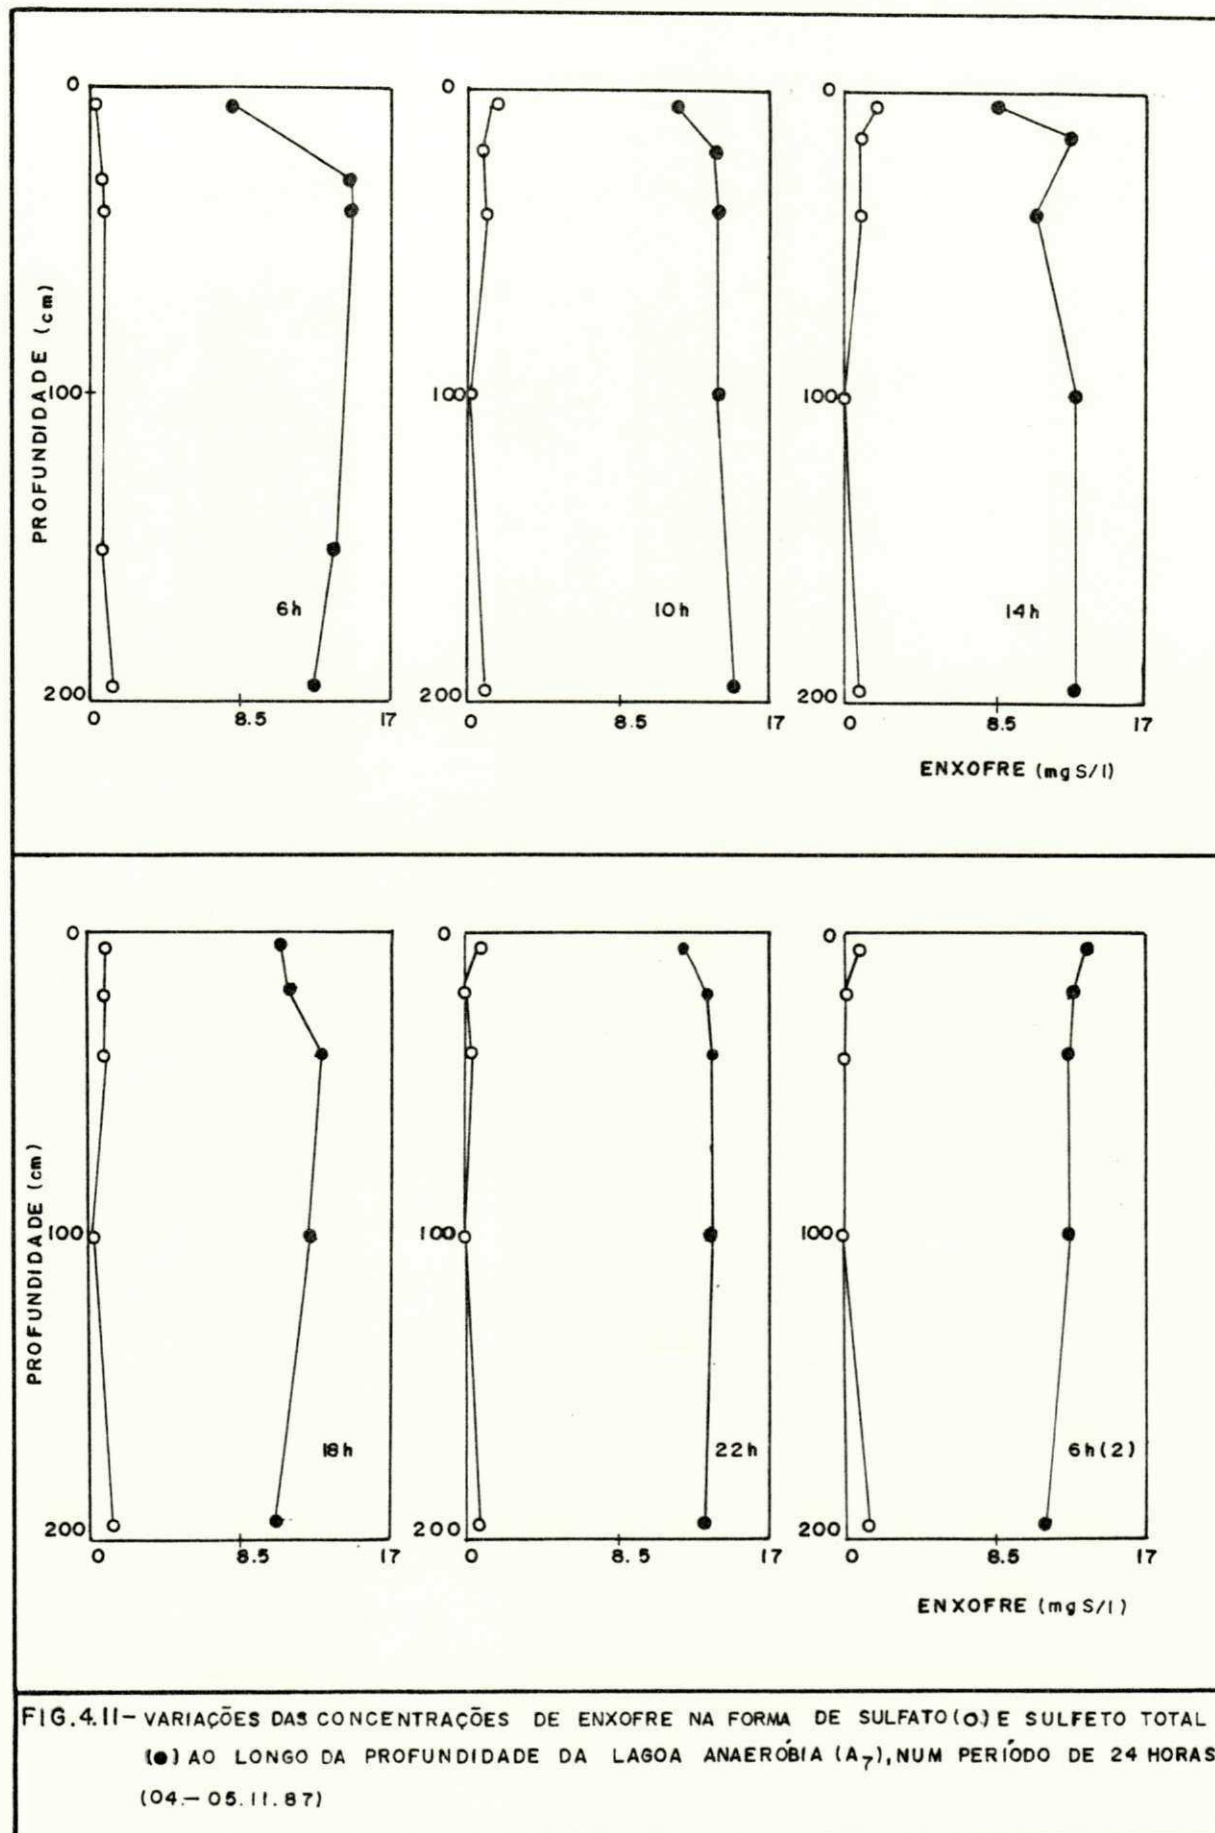 0
0
0
PROFUNDIDADE (cm)
100
100
100
6h
10h
14h
200
200
200
0 8.5 17
0 8.5 17
0 8.5 17
ENXOFRE (mg S/l)
0
0
0
PROFUNDIDADE (cm)
100
100
100
18h
22h
6h(2)
200
200
200
0 8.5 17
0 8.5 17
0 8.5 17
ENXOFRE (mg S/l)
FIG.4.11- VARIAÇÕES DAS CONCENTRAÇÕES DE ENXOFRE NA FORMA DE SULFATO(O) E SULFETO TOTAL
(●) AO LONGO DA PROFUNDIDADE DA LAGOA ANAERÓBIA (A7), NUM PERÍODO DE 24 HORAS
(04.- 05.11.87)